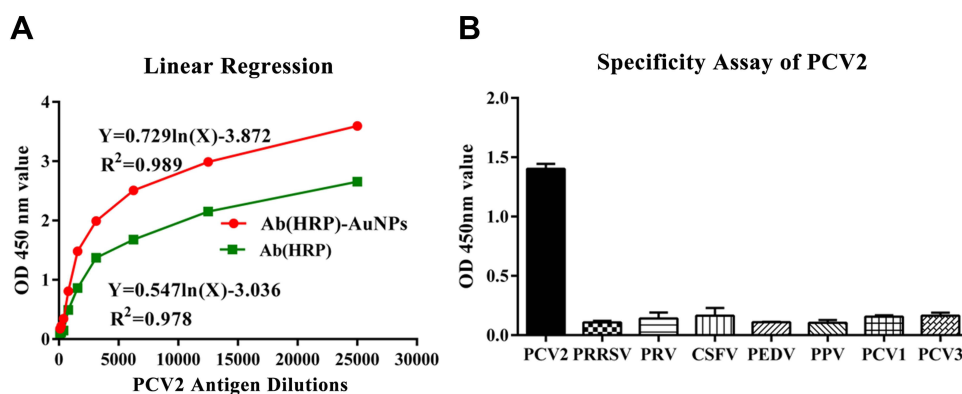 A
Linear Regression
OD 450 nm value
4
3
2
1
0
Y=0.729ln(X)-3.872
R²=0.989
Ab(HRP)-AuNPs
Ab(HRP)
Y=0.547ln(X)-3.036
R²=0.978
0 5000 10000 15000 20000 25000 30000
PCV2 Antigen Dilutions
B
Specificity Assay of PCV2
OD 450nm value
2.0
1.5
1.0
0.5
0.0
PCV2 PRRSV PRV CSFV PEDV PPV PCV1 PCV3